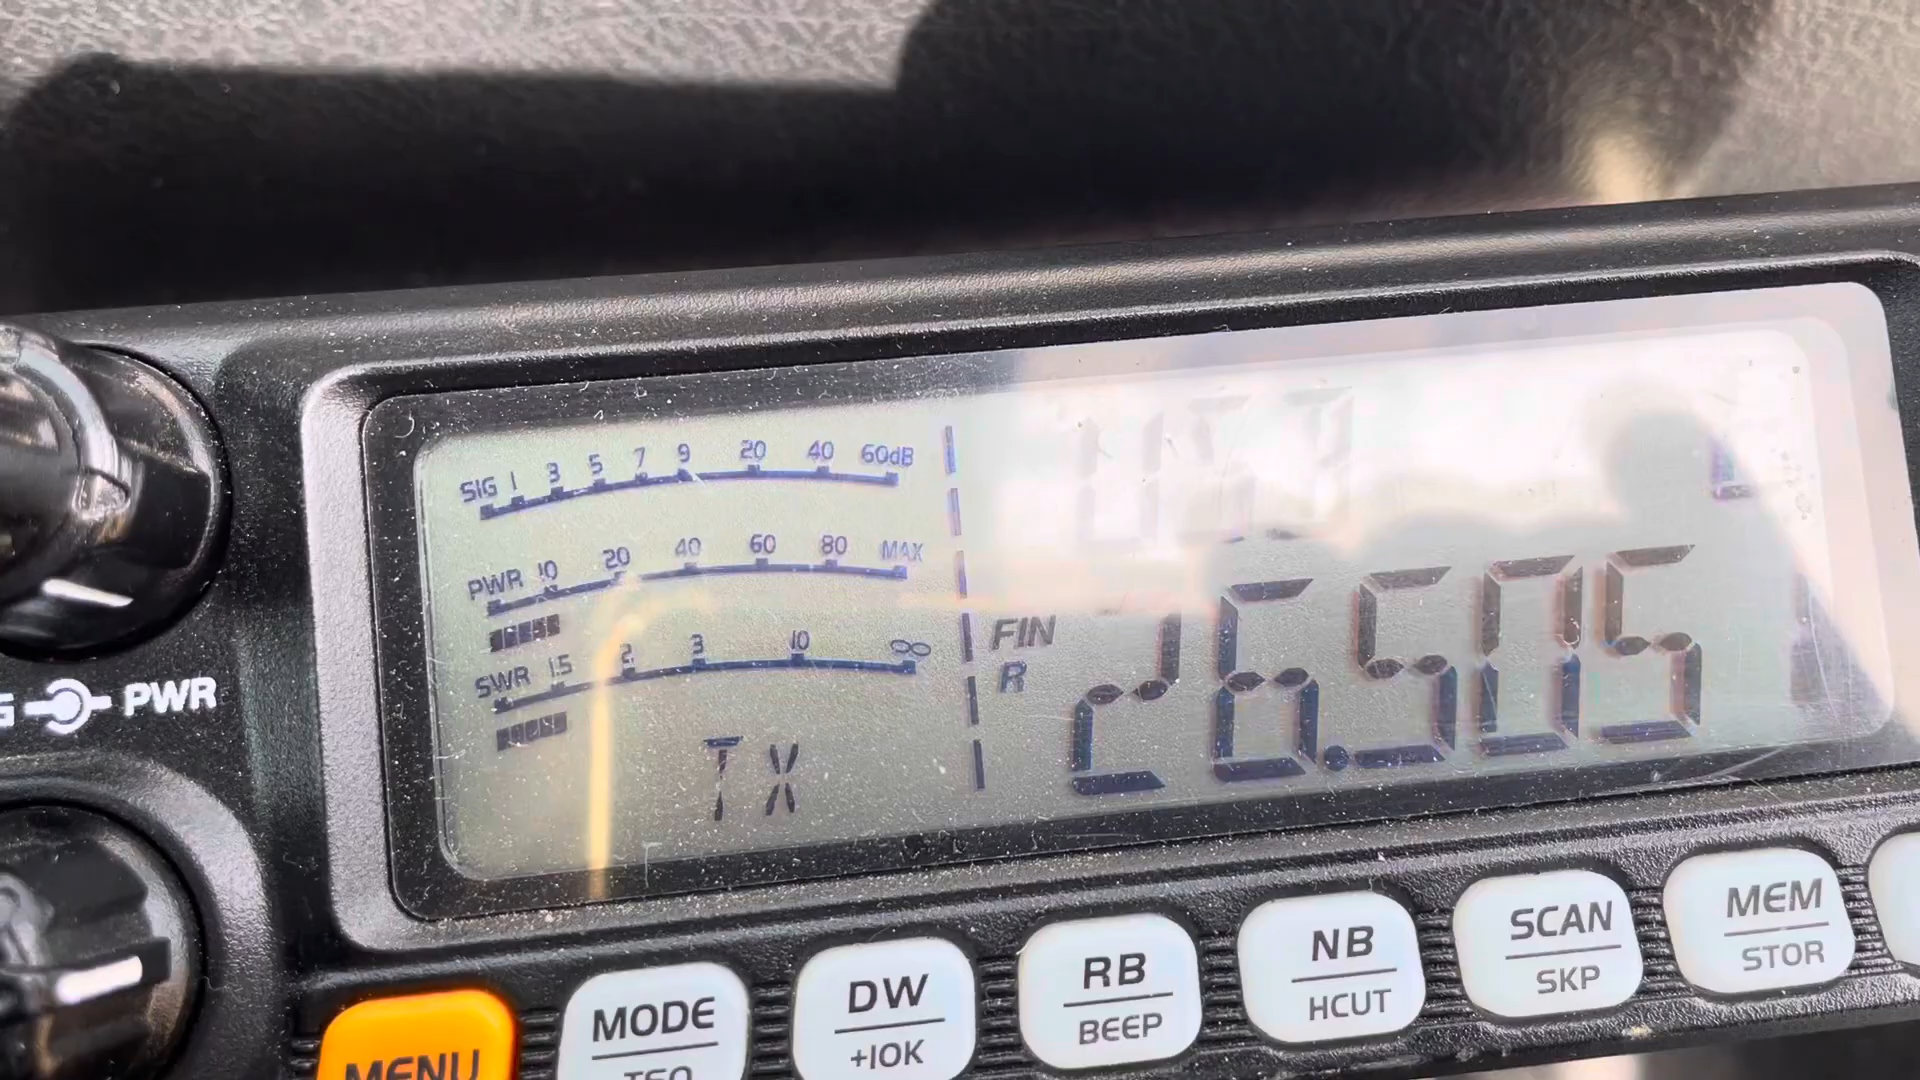 SIG 1 3 5 7 9 20 40 60dB
PWR 10 20 40 60 80 MAX
SWR 1.5 2 3 10 ∞
TX
FIN
R
26.505
PWR
MENU
MODE
DW
+10K
RB
BEEP
NB
HCUT
SCAN
SKP
MEM
STOR